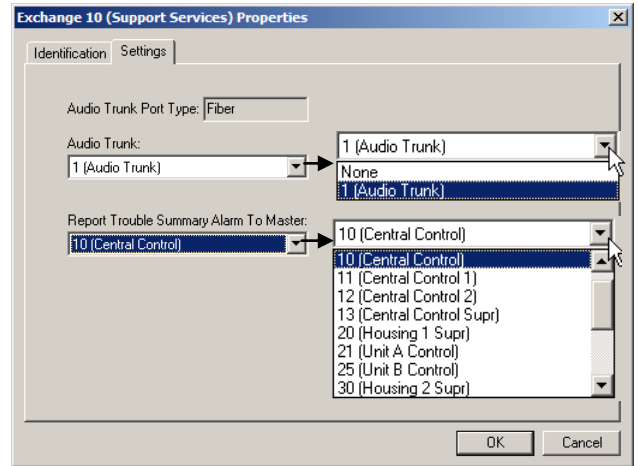 Exchange 10 (Support Services) Properties
Identification Settings
Audio Trunk Port Type: Fiber
Audio Trunk:
1 (Audio Trunk)
1 (Audio Trunk)
None
1 (Audio Trunk)
Report Trouble Summary Alarm To Master:
10 (Central Control)
10 (Central Control)
10 (Central Control)
11 (Central Control 1)
12 (Central Control 2)
13 (Central Control Supr)
20 (Housing 1 Supr)
21 (Unit A Control)
25 (Unit B Control)
30 (Housing 2 Supr)
OK Cancel